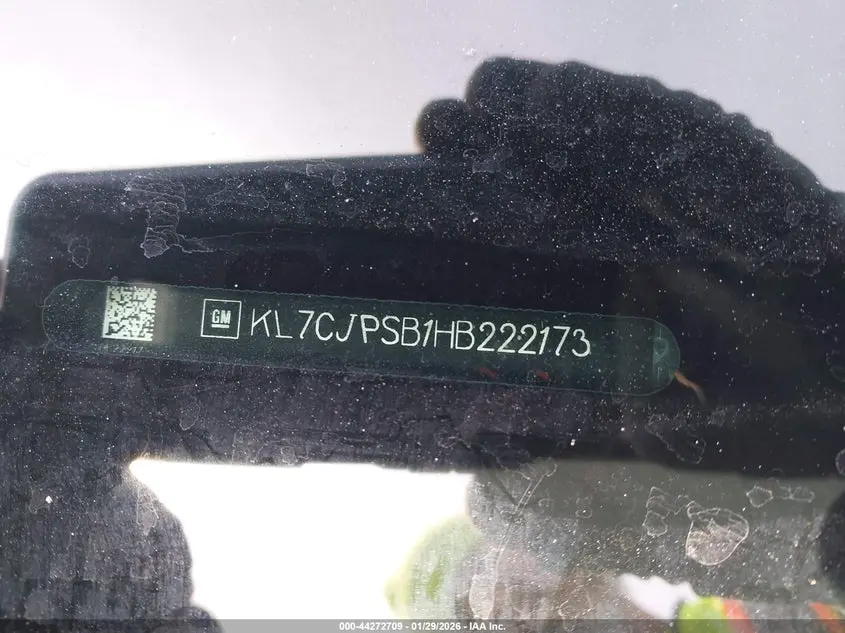 GM KL7CJPSB1HB222173
000-44272709 - 01/29/2026 - IAA Inc.